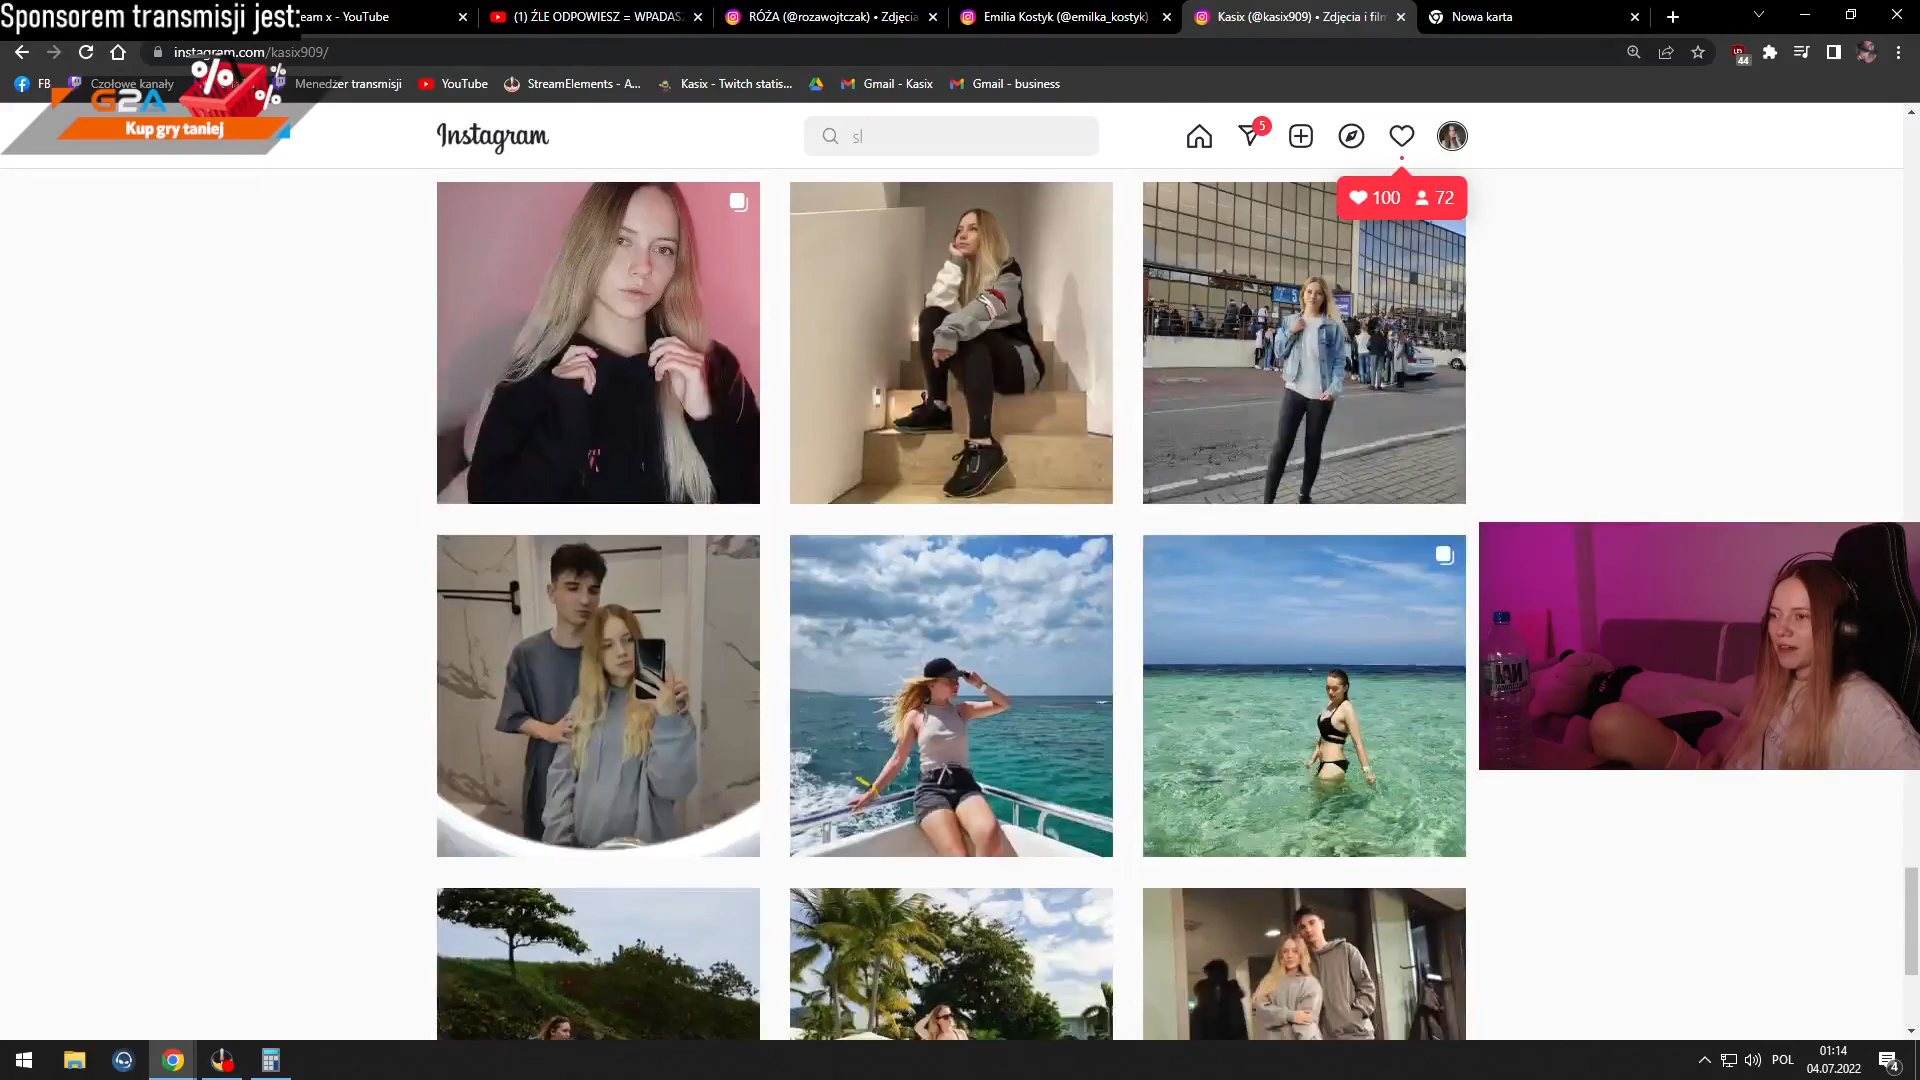 Sponsorem transmisji jest:
eam x - YouTube
(1) ŹLE ODPOWIESZ = WPADAS
RÓŻA (@rozawojtczak) • Zdjęcia
Emilia Kostyk (@emilka_kostyk)
Kasix (@kasix909) • Zdjęcia i film
Nowa karta
instagram.com/kasix909/
44
FB
Czołowe kanały
Menedżer transmisji
YouTube
StreamElements - A...
Kasix - Twitch statis...
Gmail - Kasix
Gmail - business
G2A
Kup gry taniej
% % % %
Instagram
sl
5
100 72
01:14
POL
04.07.2022
4